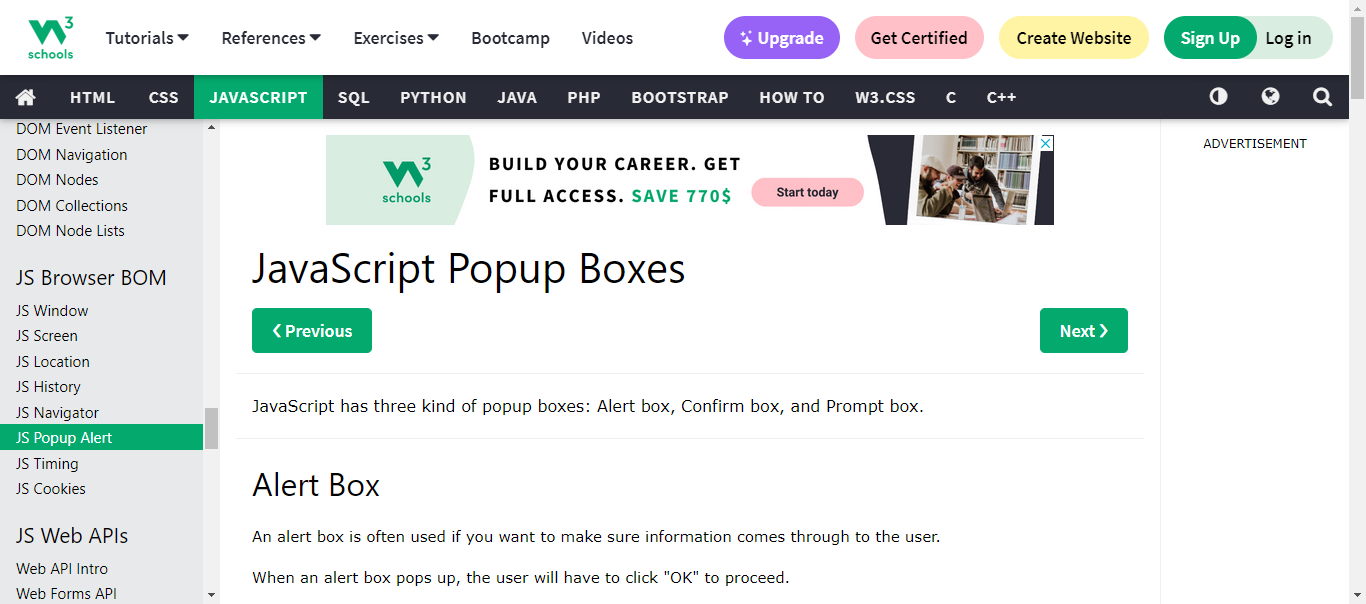 3
schools
Tutorials References Exercises Bootcamp Videos Upgrade Get Certified Create Website Sign Up Log in
HTML CSS JAVASCRIPT SQL PYTHON JAVA PHP BOOTSTRAP HOW TO W3.CSS C C++
DOM Event Listener
DOM Navigation
DOM Nodes
DOM Collections
DOM Node Lists
JS Browser BOM
JS Window
JS Screen
JS Location
JS History
JS Navigator
JS Popup Alert
JS Timing
JS Cookies
JS Web APIs
Web API Intro
Web Forms API
W3
schools
BUILD YOUR CAREER. GET
FULL ACCESS. SAVE 770$
Start today
ADVERTISEMENT
JavaScript Popup Boxes
❮ Previous
Next ❯
JavaScript has three kind of popup boxes: Alert box, Confirm box, and Prompt box.
Alert Box
An alert box is often used if you want to make sure information comes through to the user.
When an alert box pops up, the user will have to click "OK" to proceed.